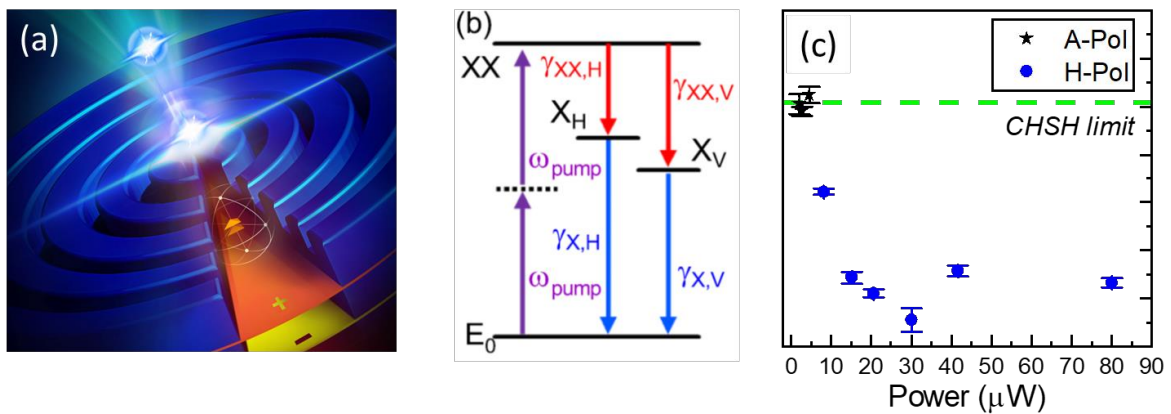 (a)
+
−
(b)
XX
γXX,H
γXX,V
XH
XV
ωpump
γX,H
ωpump
γX,V
E0
(c)
A-Pol
H-Pol
CHSH limit
0 10 20 30 40 50 60 70 80 90
Power (μW)